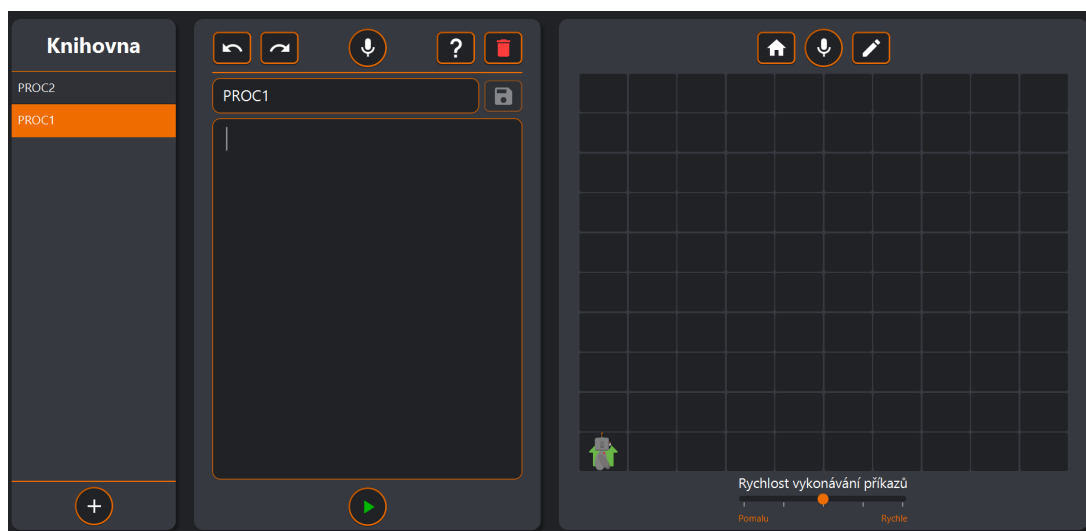 Knihovna
PROC2
PROC1
PROC1
Rychlost vykonávání příkazů
Pomalu
Rychle